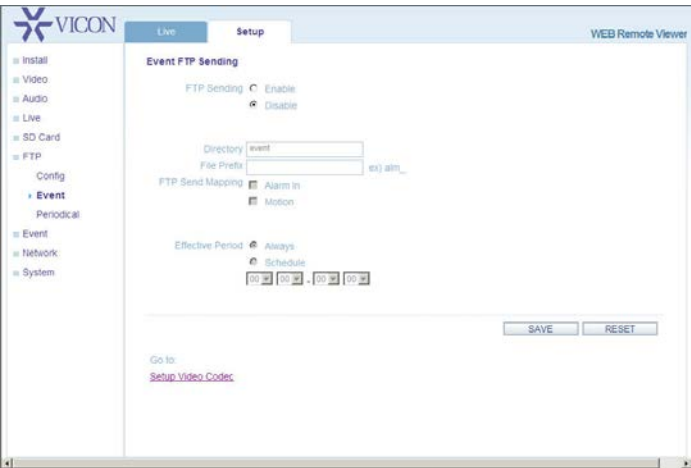 VICON
Live
Setup
WEB Remote Viewer
Install
Video
Audio
Live
SD Card
FTP
Config
Event
Periodical
Event
Network
System
Event FTP Sending
FTP Sending Enable
Disable
Directory event
File Prefix ex) alm_
FTP Send Mapping Alarm In
Motion
Effective Period Always
Schedule
00 00 - 00 00
SAVE RESET
Go to:
Setup Video Codec